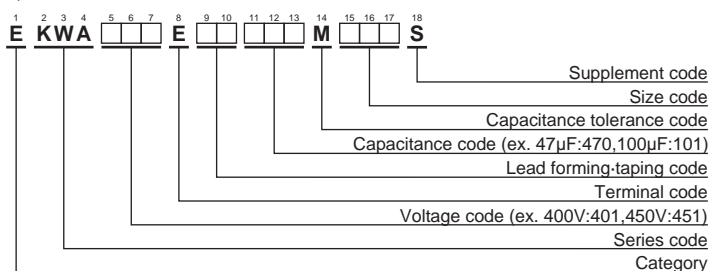 1 2 3 4 5 6 7 8 9 10 11 12 13 14 15 16 17 18
E KWA □□□ E □□ □□□ M □□□ S
Supplement code
Size code
Capacitance tolerance code
Capacitance code (ex. 47µF:470,100µF:101)
Lead forming·taping code
Terminal code
Voltage code (ex. 400V:401,450V:451)
Series code
Category